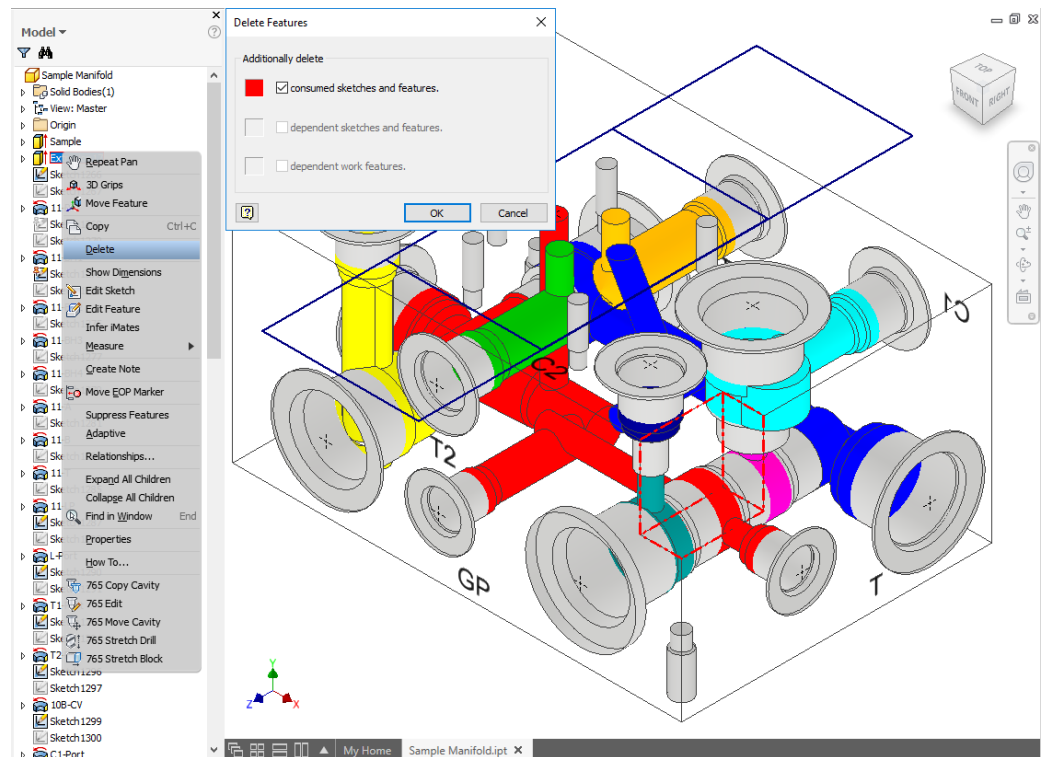 Model
Delete Features
Additionally delete
consumed sketches and features.
dependent sketches and features.
dependent work features.
OK
Cancel
Sample Manifold
Solid Bodies(1)
View: Master
Origin
Sample
Ex
Repeat Pan
3D Grips
Move Feature
Copy Ctrl+C
Delete
Show Dimensions
Edit Sketch
Edit Feature
Infer iMates
Measure
Create Note
Move EOP Marker
Suppress Features
Adaptive
Relationships...
Expand All Children
Collapse All Children
Find in Window End
Properties
How To...
765 Copy Cavity
765 Edit
765 Move Cavity
765 Stretch Drill
765 Stretch Block
L-P
T1
T2
Sketch1296
Sketch1297
10B-CV
Sketch1299
Sketch1300
C1-Port
TOP
FRONT
RIGHT
C1
C2
T2
GP
T
Y
Z
X
My Home
Sample Manifold.ipt